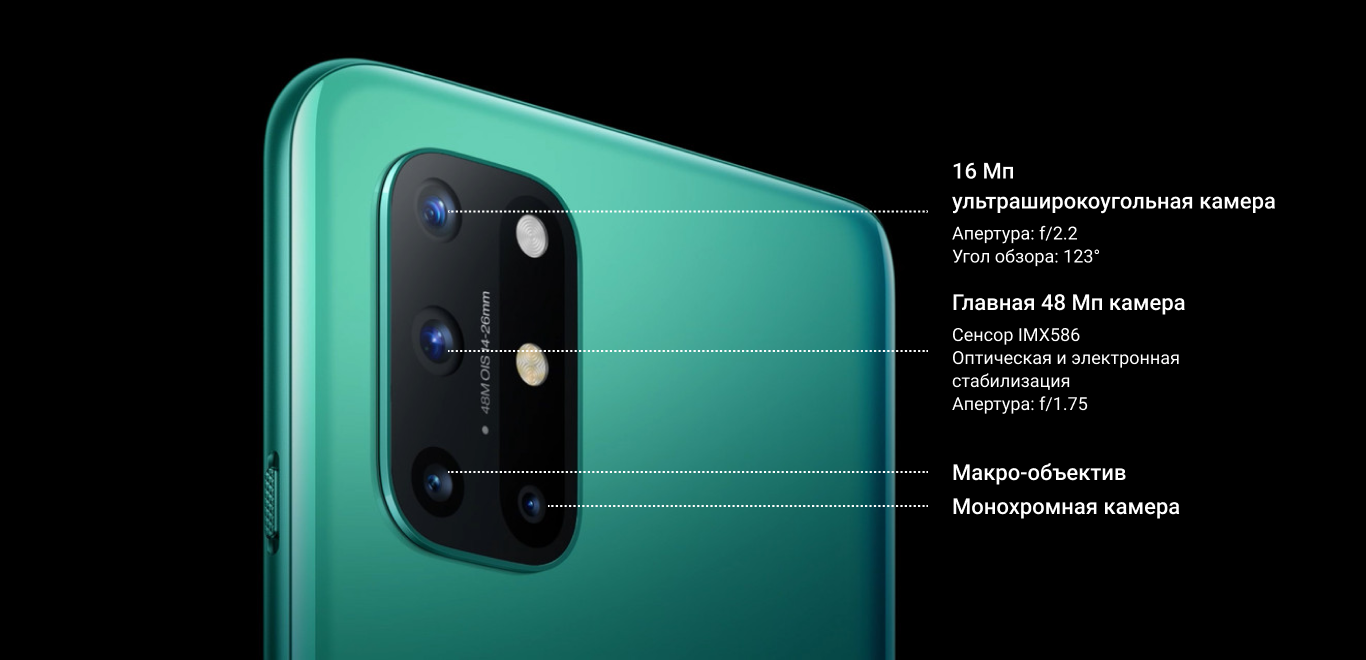 16 Мп
ультраширокоугольная камера
Апертура: f/2.2
Угол обзора: 123°
Главная 48 Мп камера
Сенсор IMX586
Оптическая и электронная
стабилизация
Апертура: f/1.75
Макро-объектив
Монохромная камера
48M OIS 14-26mm